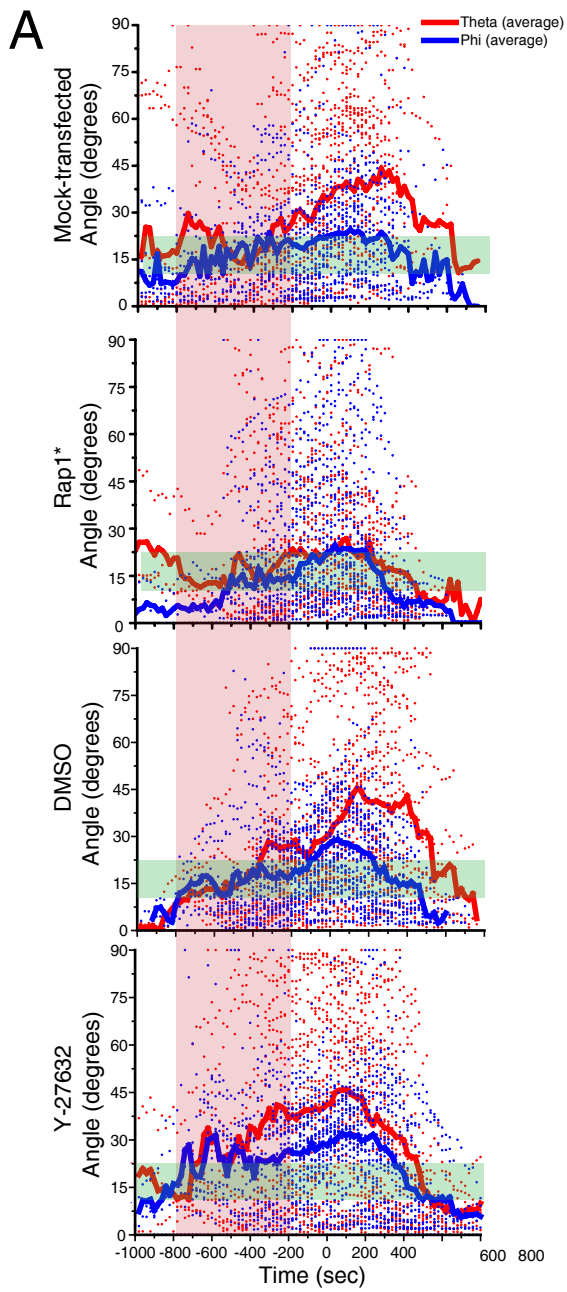 A
Theta (average)
Phi (average)
Mock-transfected
Angle (degrees)
90
75
60
45
30
15
0
Rap1*
Angle (degrees)
90
75
60
45
30
15
0
DMSO
Angle (degrees)
90
75
60
45
30
15
0
Y-27632
Angle (degrees)
90
75
60
45
30
15
0
-1000 -800 -600 -400 -200 0 200 400 600 800
Time (sec)